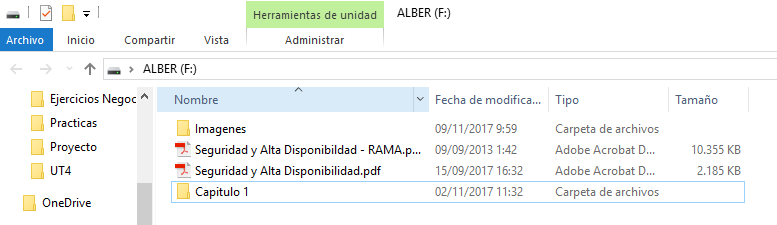 Herramientas de unidad ALBER (F:)
Archivo Inicio Compartir Vista Administrar
ALBER (F:)
Ejercicios Negoc
Practicas
Proyecto
UT4
OneDrive
Nombre Fecha de modifica... Tipo Tamaño
Imagenes 09/11/2017 9:59 Carpeta de archivos
Seguridad y Alta Disponibildad - RAMA.p... 09/09/2013 1:42 Adobe Acrobat D... 10.355 KB
Seguridad y Alta Disponibilidad.pdf 15/09/2017 16:32 Adobe Acrobat D... 2.185 KB
Capitulo 1 02/11/2017 11:32 Carpeta de archivos